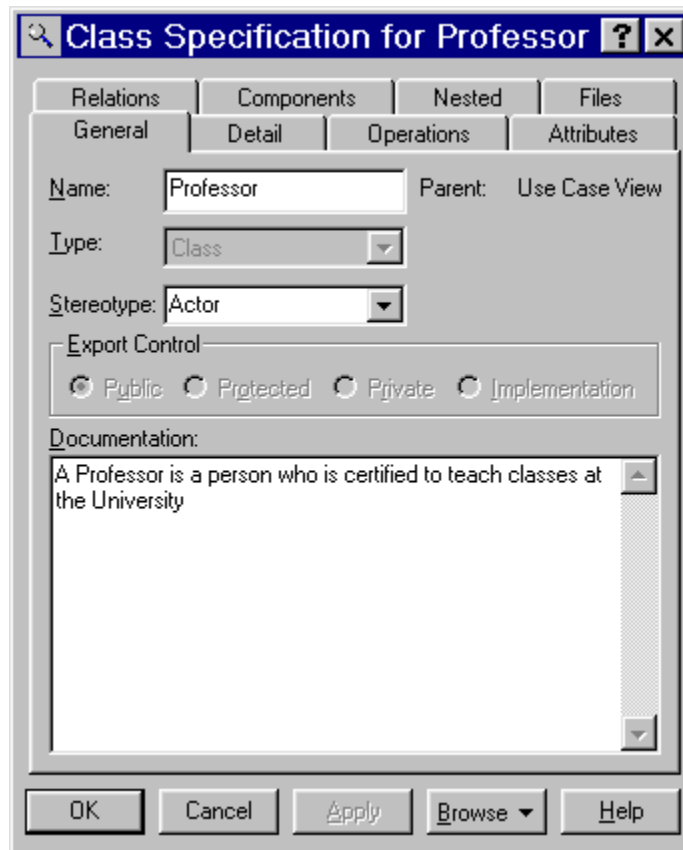 Class Specification for Professor
Relations Components Nested Files
General Detail Operations Attributes
Name: Professor Parent: Use Case View
Type: Class
Stereotype: Actor
Export Control
Public Protected Private Implementation
Documentation:
A Professor is a person who is certified to teach classes at
the University
OK Cancel Apply Browse Help